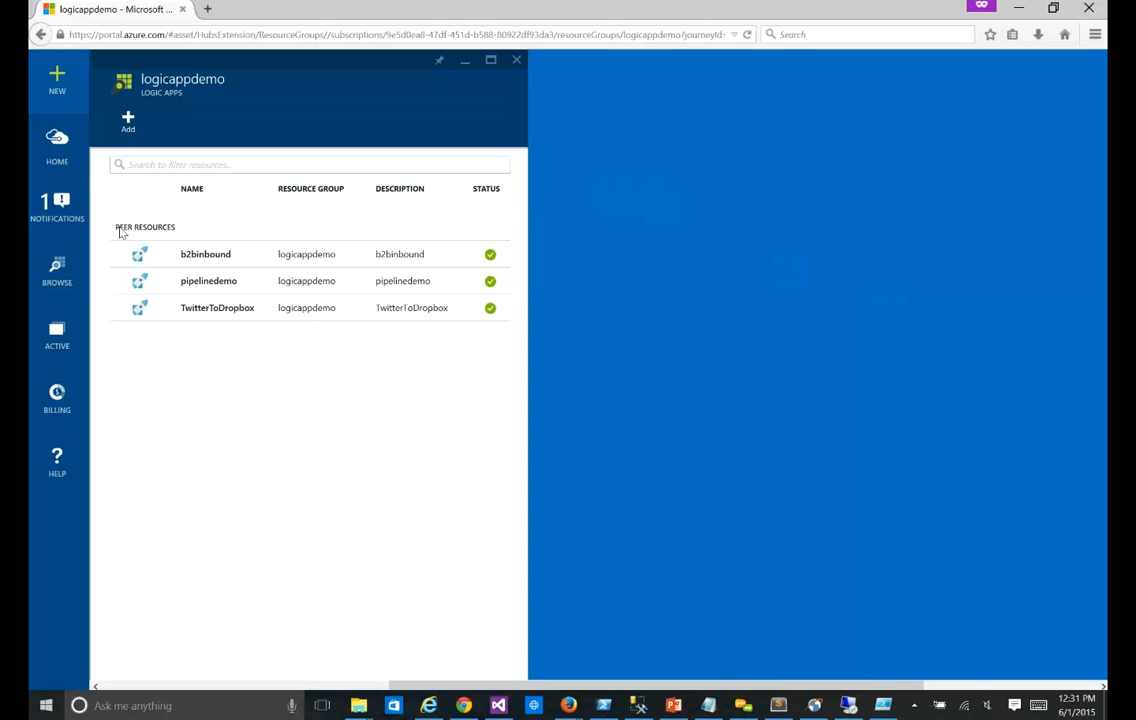 logicappdemo - Microsoft ...
https://portal.azure.com/#asset/HubsExtension/ResourceGroups/subscriptions/9e5d0ea8-47df-451d-b588-80922df93da3/resourceGroups/logicappdemo?journeyId-
Search
NEW
HOME
1
NOTIFICATIONS
BROWSE
ACTIVE
BILLING
HELP
logicappdemo
LOGIC APPS
Add
Search to filter resources...
NAME RESOURCE GROUP DESCRIPTION STATUS
PEER RESOURCES
b2binbound logicappdemo b2binbound
pipelinedemo logicappdemo pipelinedemo
TwitterToDropbox logicappdemo TwitterToDropbox
Ask me anything
12:31 PM
6/1/2015